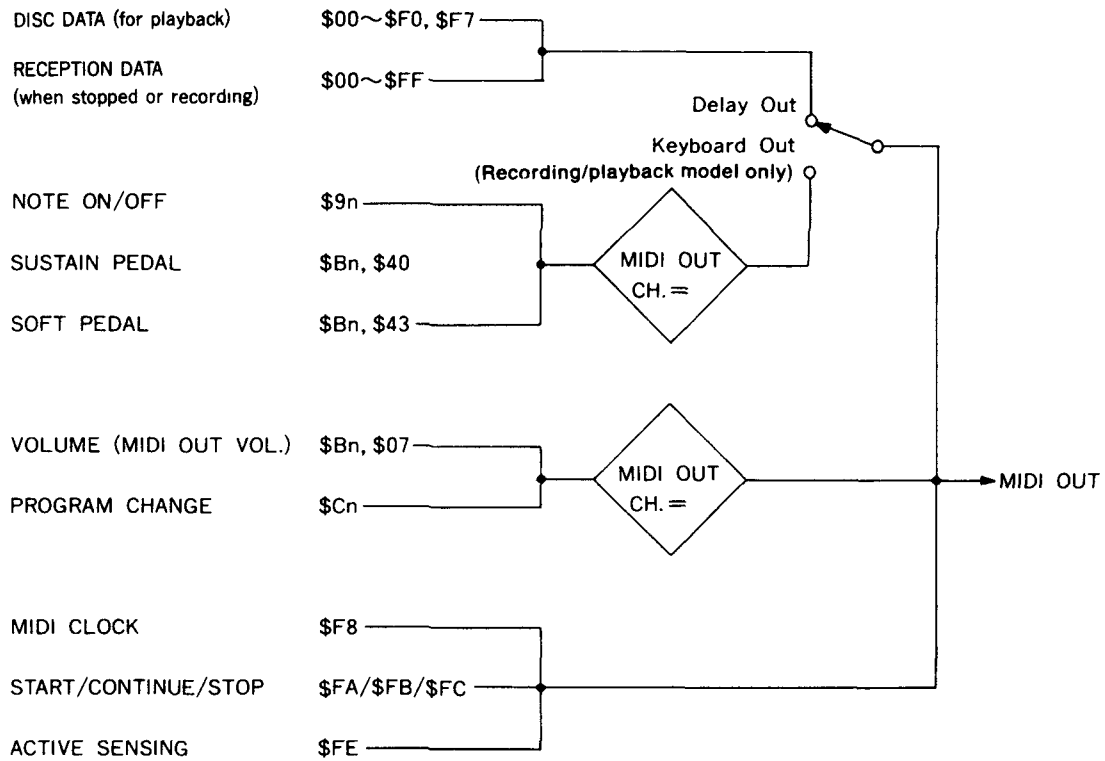 DISC DATA (for playback) $00～$F0, $F7
RECEPTION DATA
(when stopped or recording) $00～$FF
Delay Out
Keyboard Out
(Recording/playback model only)
NOTE ON/OFF $9n
SUSTAIN PEDAL $Bn, $40
SOFT PEDAL $Bn, $43
MIDI OUT
CH.=
VOLUME (MIDI OUT VOL.) $Bn, $07
PROGRAM CHANGE $Cn
MIDI OUT
CH.=
MIDI OUT
MIDI CLOCK $F8
START/CONTINUE/STOP $FA/$FB/$FC
ACTIVE SENSING $FE